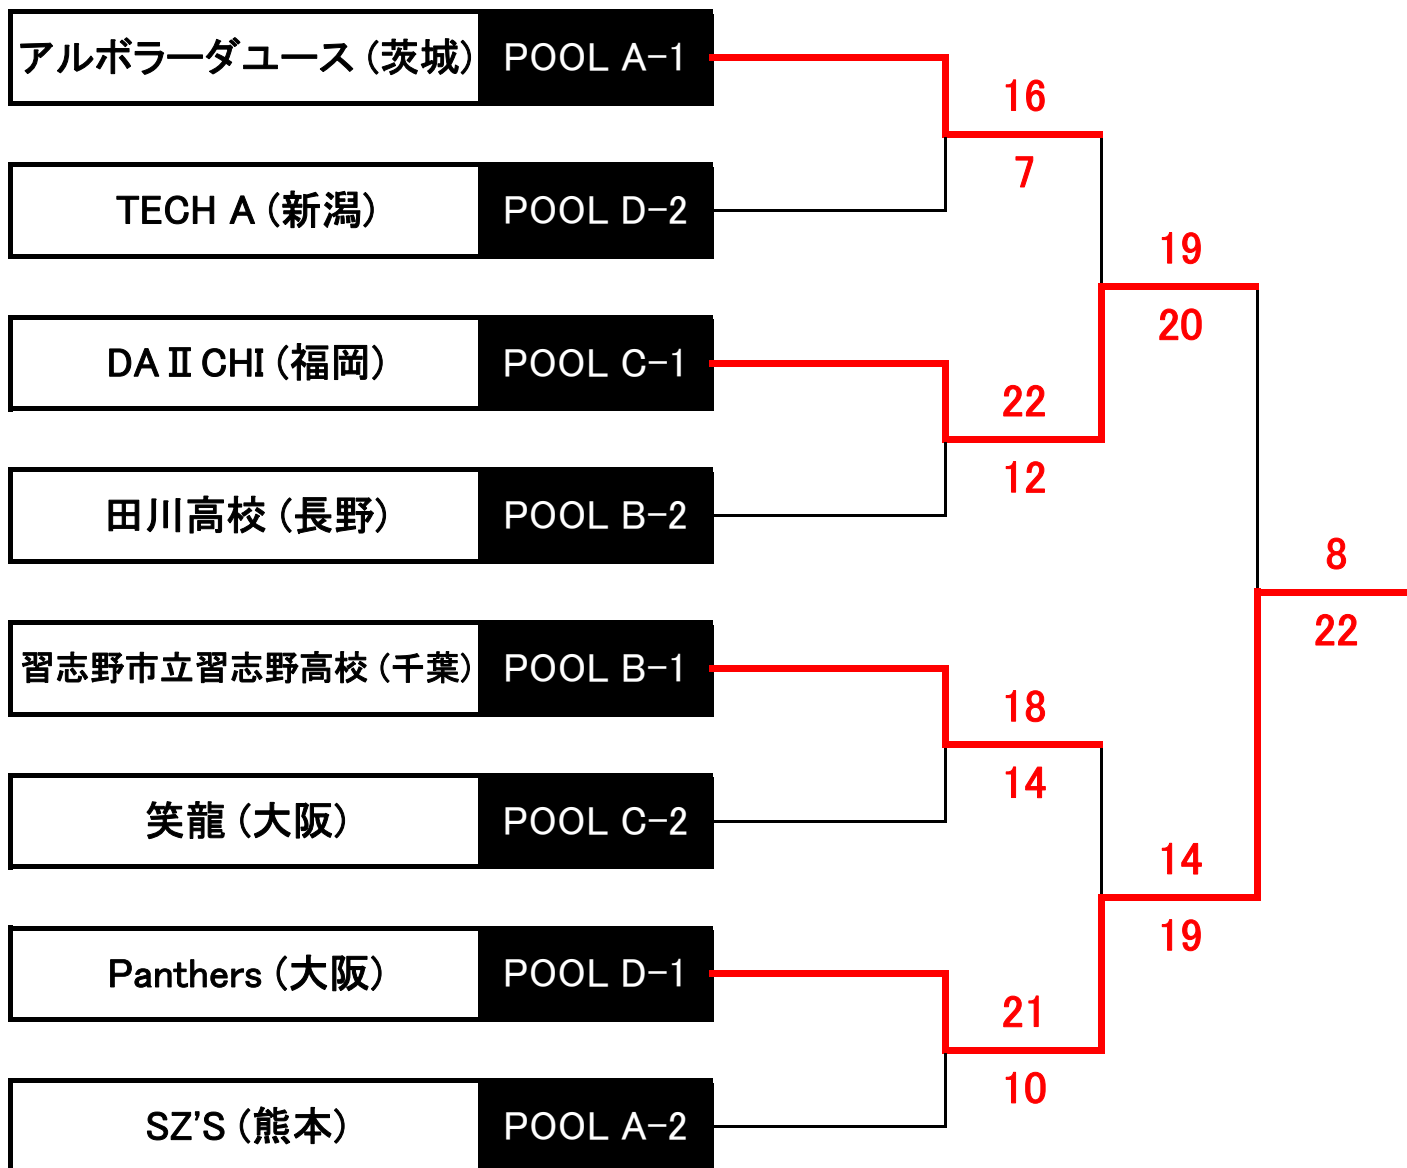 アルボラーダユース (茨城) POOL A-1
16
7
TECH A (新潟) POOL D-2
19
20
DAⅡCHI (福岡) POOL C-1
22
12
田川高校 (長野) POOL B-2
8
22
習志野市立習志野高校 (千葉) POOL B-1
18
14
笑龍 (大阪) POOL C-2
14
19
Panthers (大阪) POOL D-1
21
10
SZ'S (熊本) POOL A-2